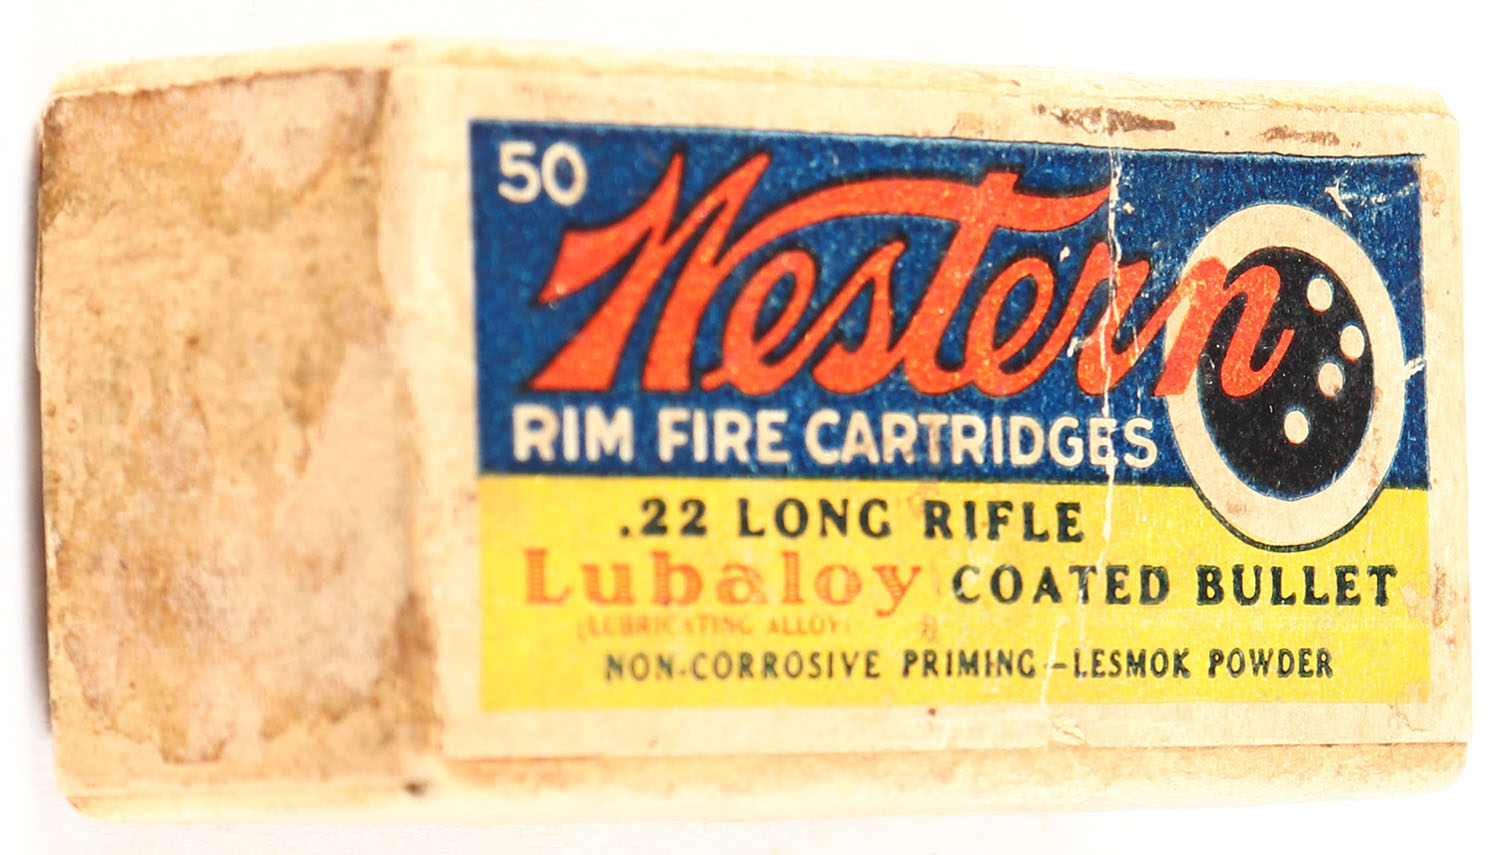 50
Western
RIM FIRE CARTRIDGES
.22 LONG RIFLE
Lubaloy COATED BULLET
(LUBRICATING ALLOY)
NON-CORROSIVE PRIMING-LESMOK POWDER